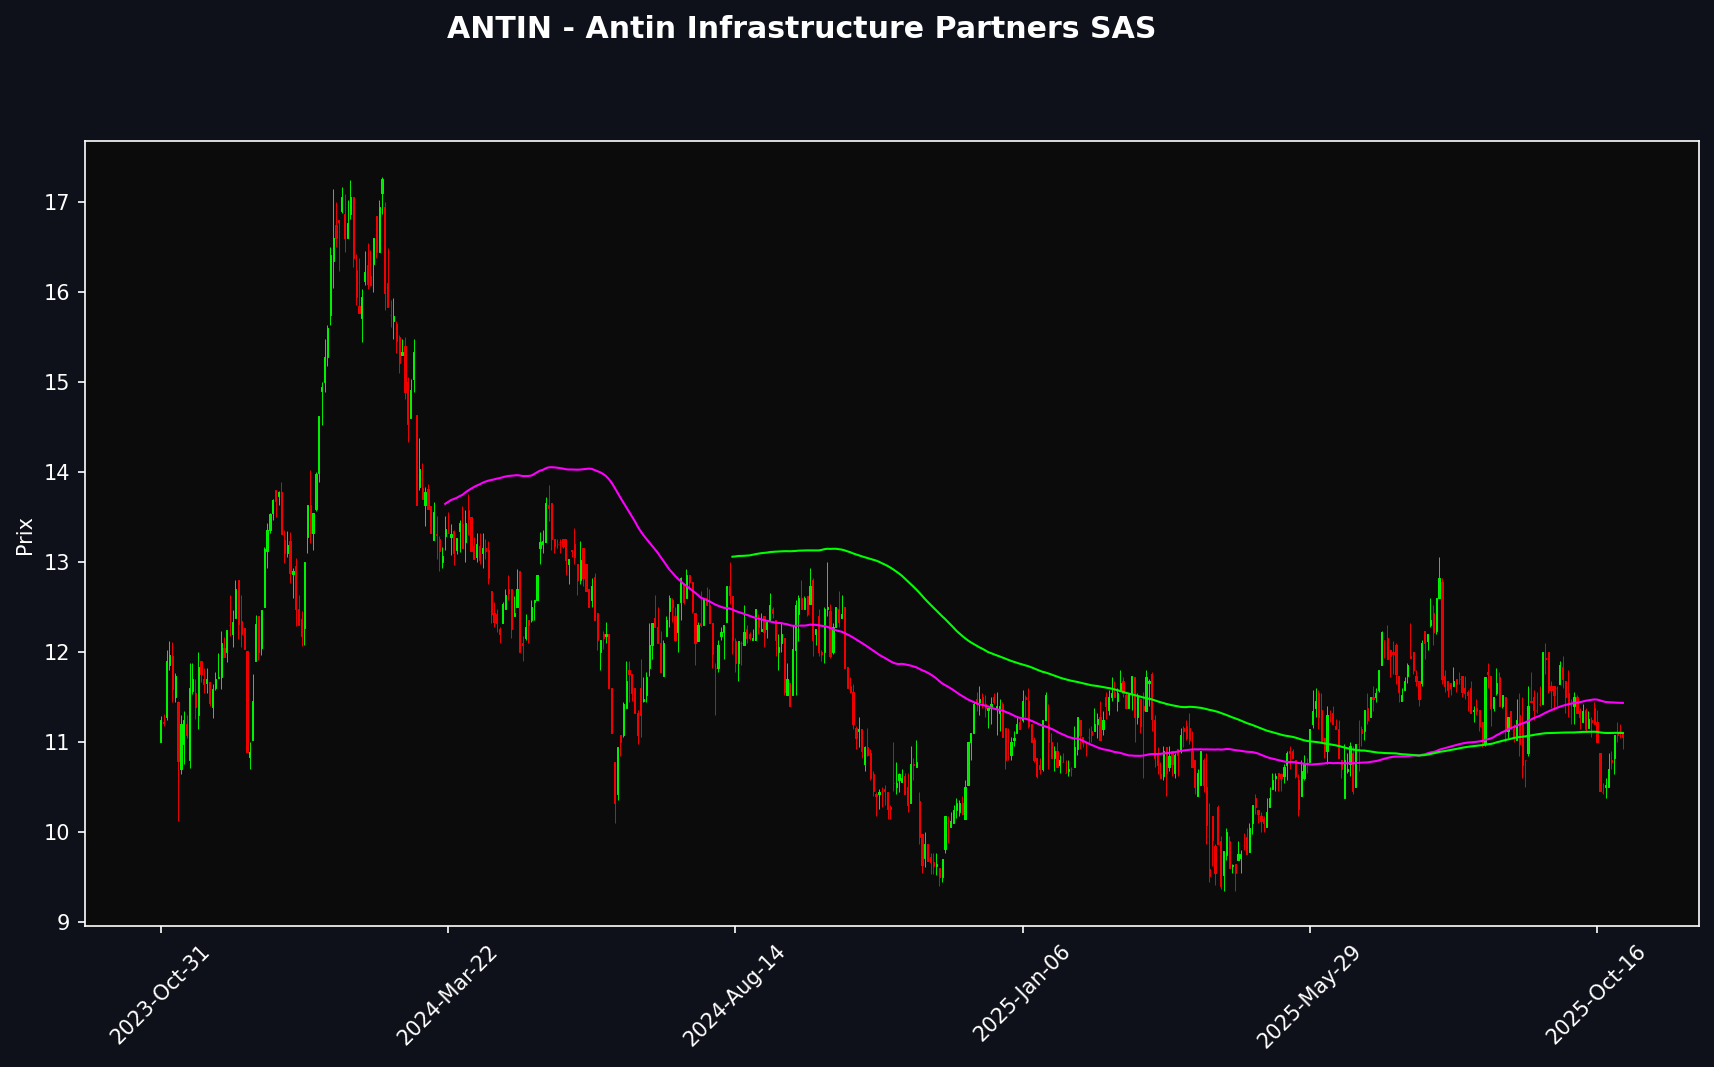 ANTIN - Antin Infrastructure Partners SAS
Prix
17
16
15
14
13
12
11
10
9
2023-Oct-31
2024-Mar-22
2024-Aug-14
2025-Jan-06
2025-May-29
2025-Oct-16